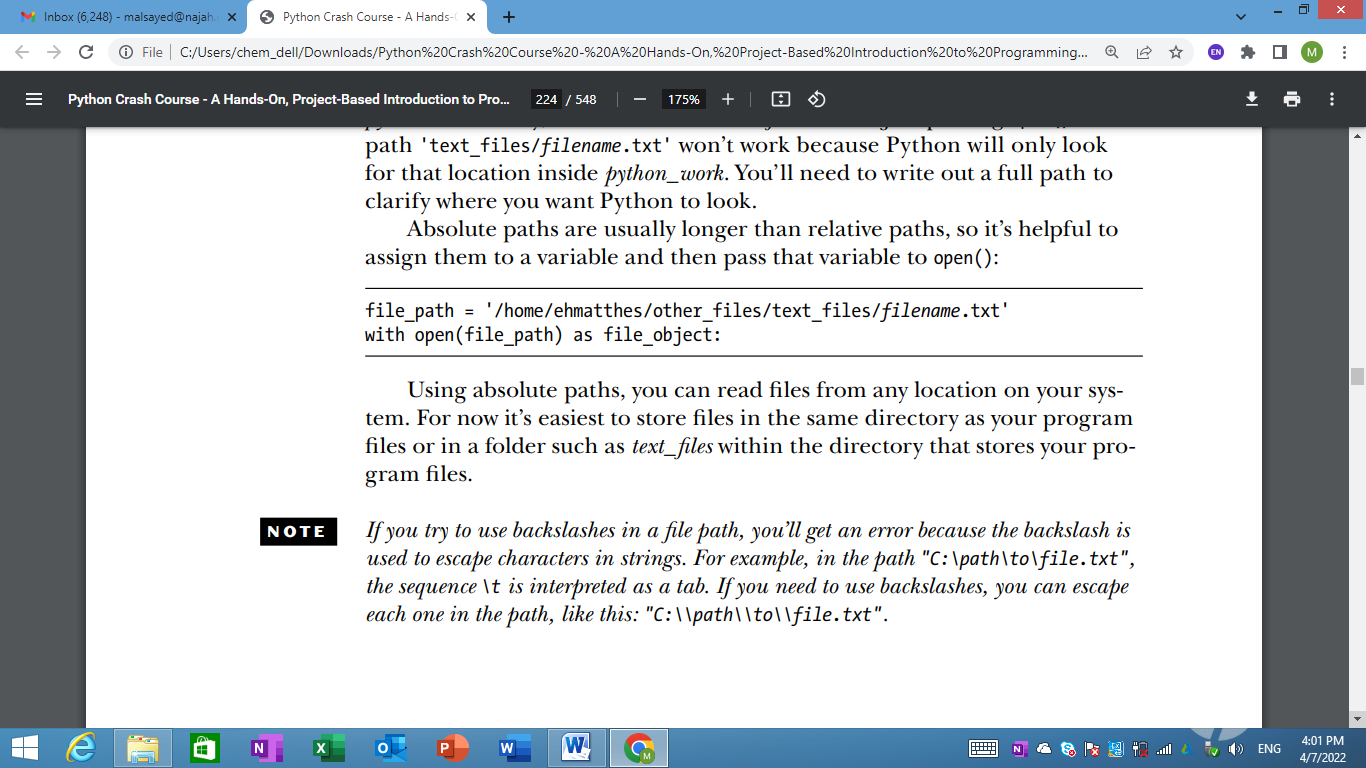 Inbox (6,248) - malsayed@najah.
Python Crash Course - A Hands-O
File
C:/Users/chem_dell/Downloads/Python%20Crash%20Course%20-%20A%20Hands-On,%20Project-Based%20Introduction%20to%20Programming...
EN
M
Python Crash Course - A Hands-On, Project-Based Introduction to Pro...
224 / 548
175%
path 'text_files/filename.txt' won’t work because Python will only look
for that location inside python_work. You’ll need to write out a full path to
clarify where you want Python to look.
Absolute paths are usually longer than relative paths, so it’s helpful to
assign them to a variable and then pass that variable to open():
file_path = '/home/ehmatthes/other_files/text_files/filename.txt'
with open(file_path) as file_object:
Using absolute paths, you can read files from any location on your sys-
tem. For now it’s easiest to store files in the same directory as your program
files or in a folder such as text_files within the directory that stores your pro-
gram files.
NOTE
If you try to use backslashes in a file path, you’ll get an error because the backslash is
used to escape characters in strings. For example, in the path "C:\path\to\file.txt",
the sequence \t is interpreted as a tab. If you need to use backslashes, you can escape
each one in the path, like this: "C:\\path\\to\\file.txt".
ENG
4:01 PM
4/7/2022